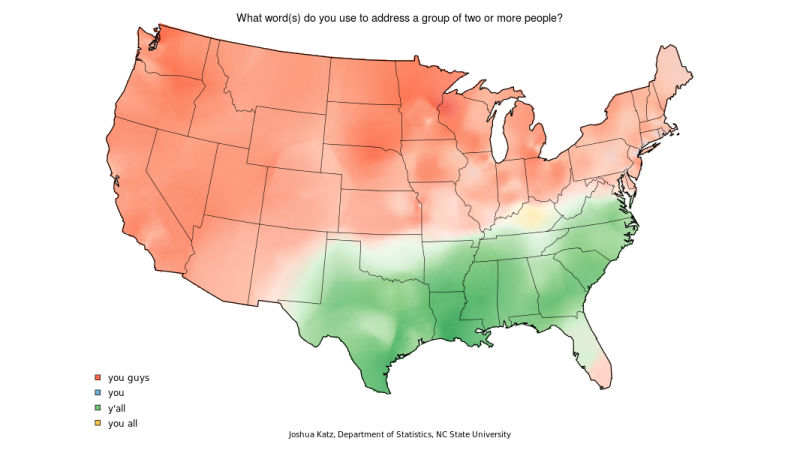 What word(s) do you use to address a group of two or more people?
you guys
you
y'all
you all
Joshua Katz, Department of Statistics, NC State University